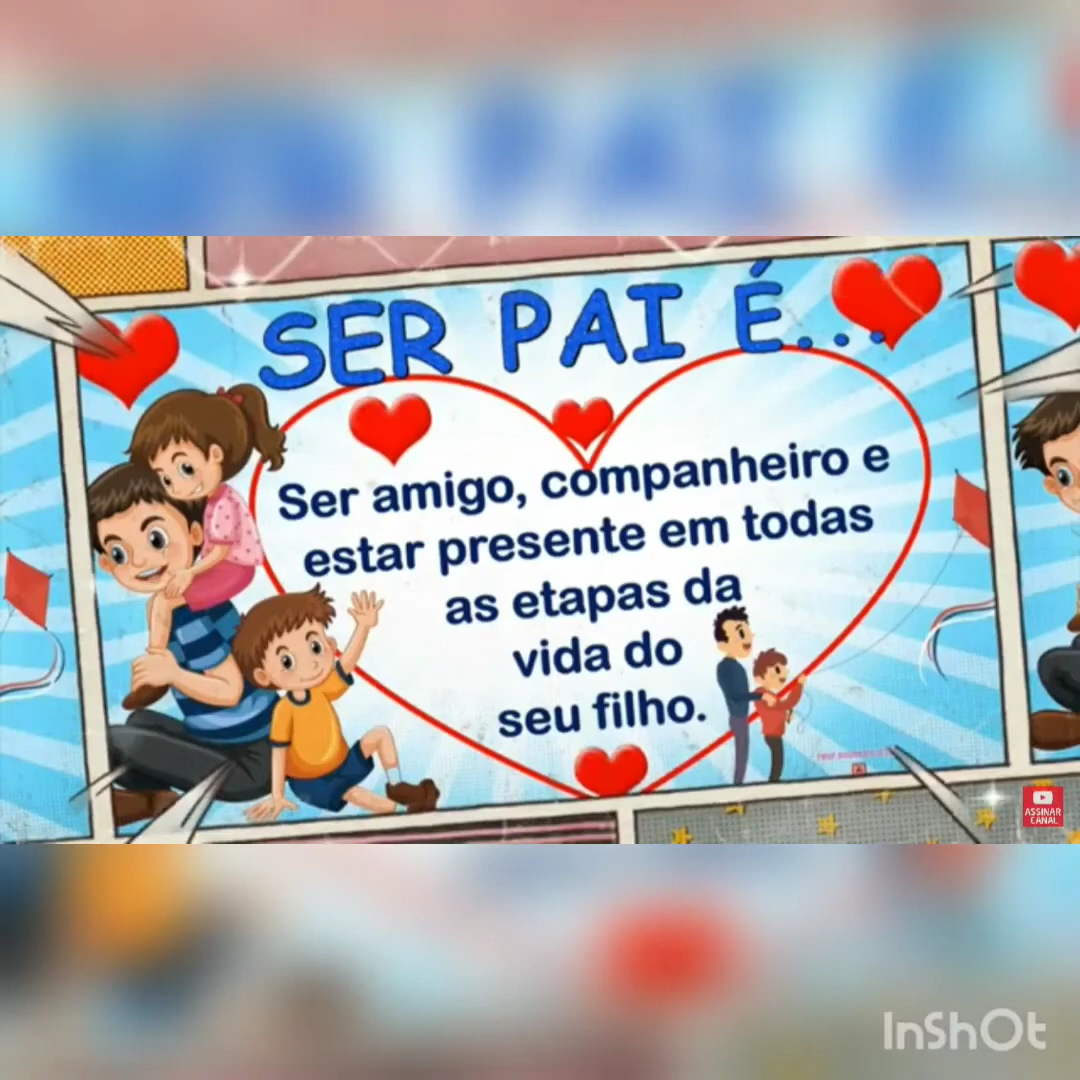 SER PAI É...
Ser amigo, companheiro e
estar presente em todas
as etapas da
vida do
seu filho.
ASSINAR
CANAL
InShOt